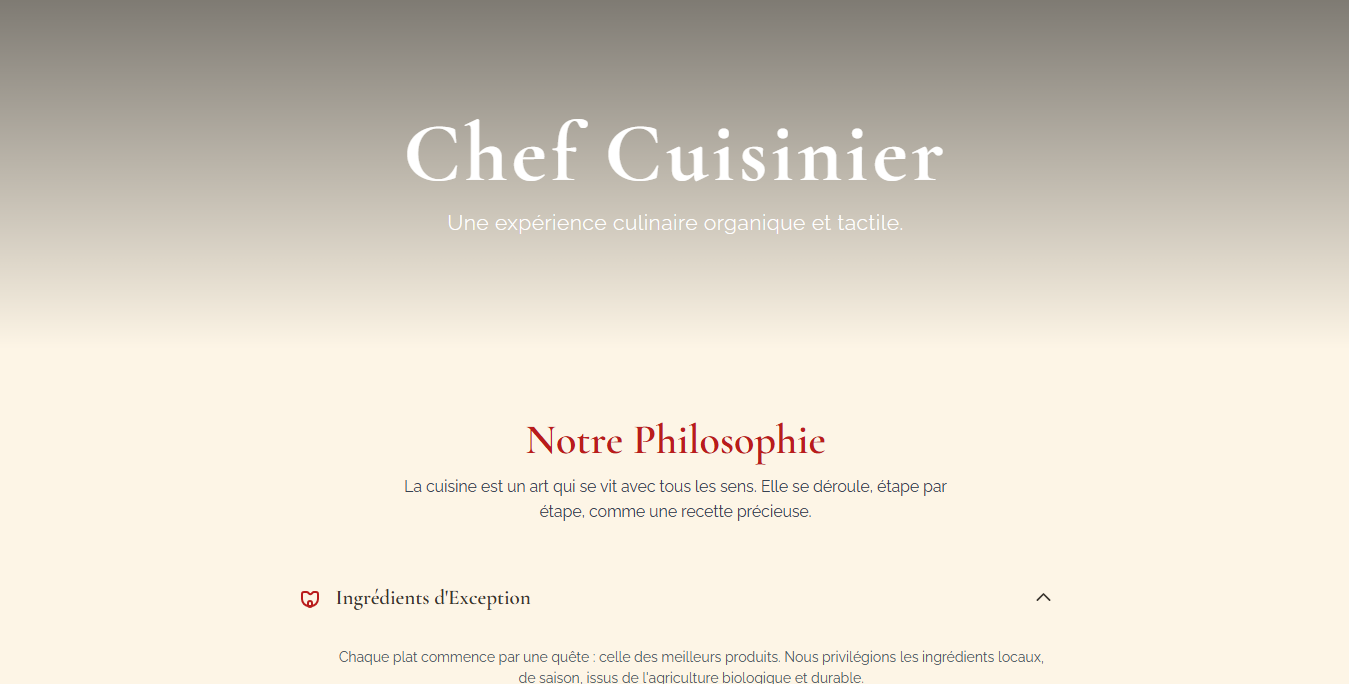 Chef Cuisinier
Une expérience culinaire organique et tactile.
Notre Philosophie
La cuisine est un art qui se vit avec tous les sens. Elle se déroule, étape par
étape, comme une recette précieuse.
Ingrédients d'Exception
Chaque plat commence par une quête : celle des meilleurs produits. Nous privilégions les ingrédients locaux,
de saison, issus de l'agriculture biologique et durable.